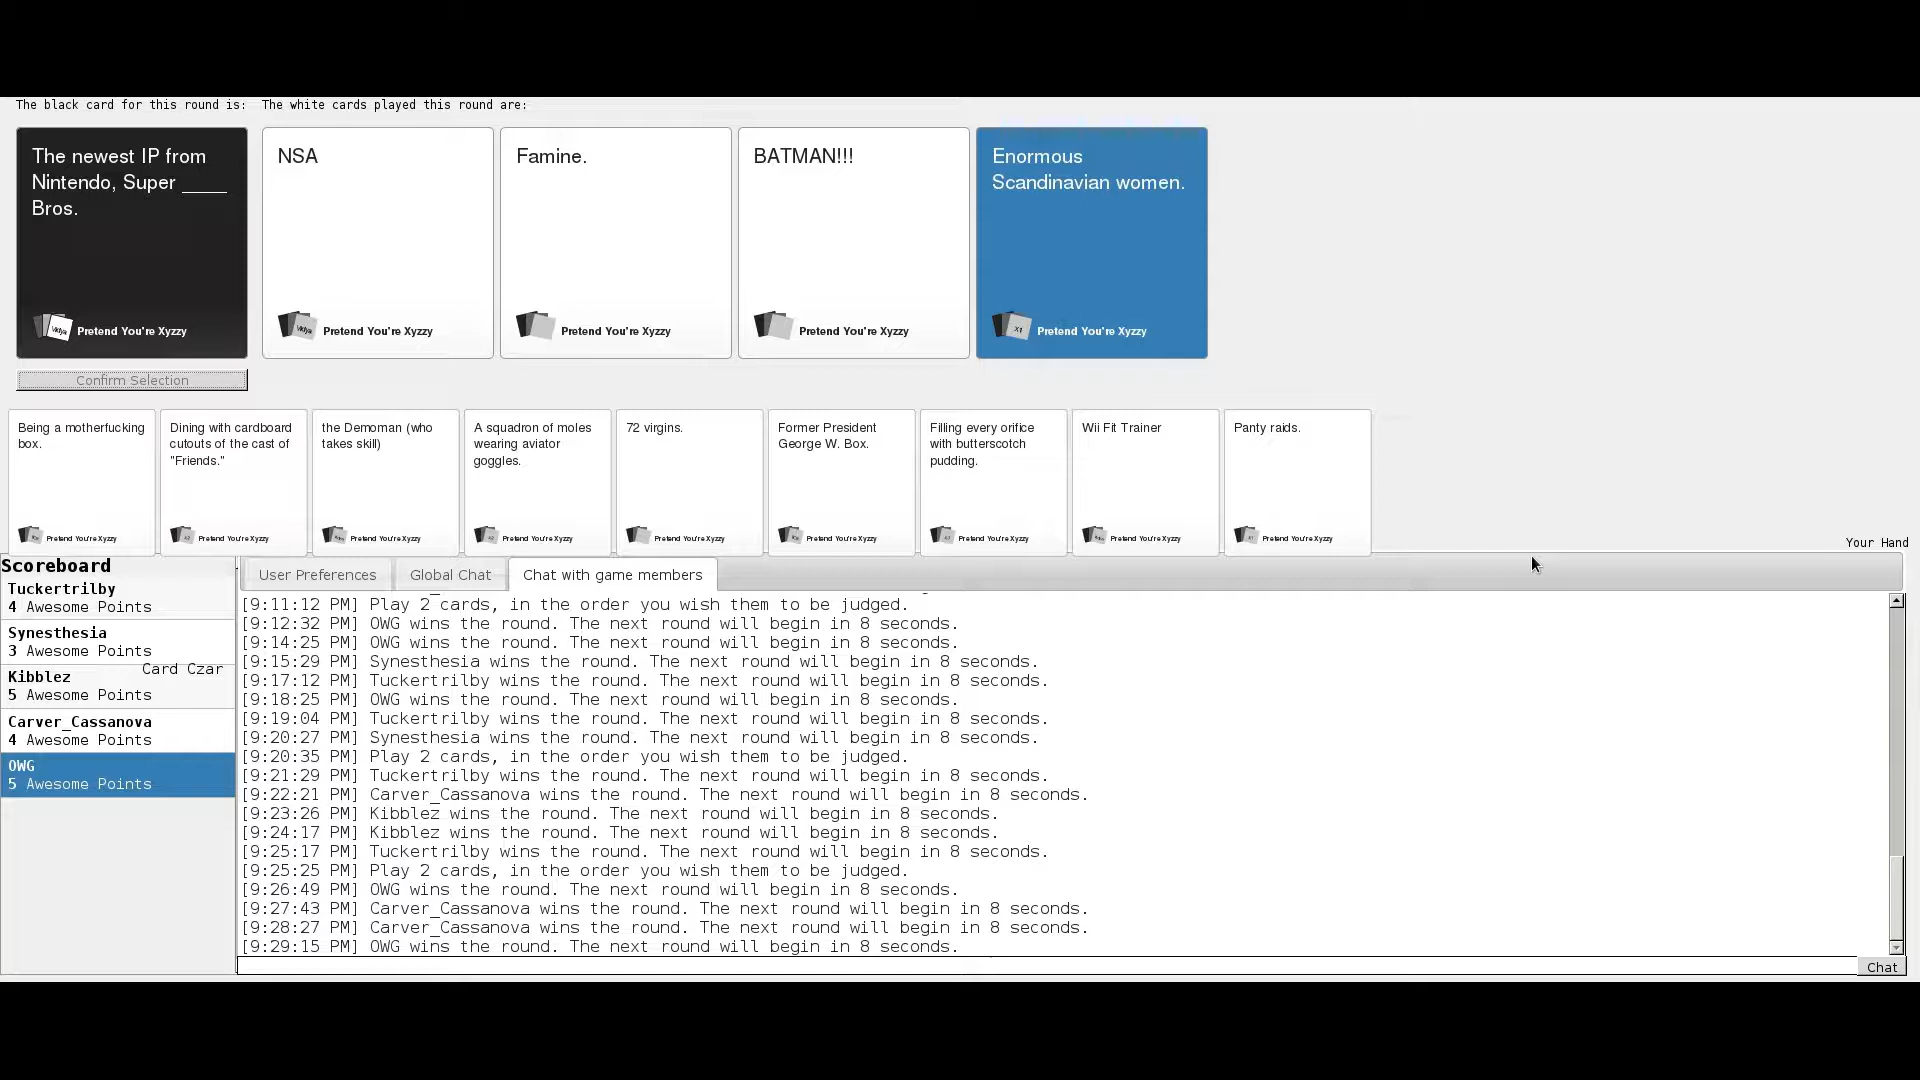 The black card for this round is:
The white cards played this round are:
The newest IP from
Nintendo, Super ____
Bros.
Pretend You're Xyzzy
NSA
Pretend You're Xyzzy
Famine.
Pretend You're Xyzzy
BATMAN!!!
Pretend You're Xyzzy
Enormous
Scandinavian women.
Pretend You're Xyzzy
Confirm Selection
Being a motherfucking
box.
Pretend You're Xyzzy
Dining with cardboard
cutouts of the cast of
"Friends."
Pretend You're Xyzzy
the Demoman (who
takes skill)
Pretend You're Xyzzy
A squadron of moles
wearing aviator
goggles.
Pretend You're Xyzzy
72 virgins.
Pretend You're Xyzzy
Former President
George W. Box.
Pretend You're Xyzzy
Filling every orifice
with butterscotch
pudding.
Pretend You're Xyzzy
Wii Fit Trainer
Pretend You're Xyzzy
Panty raids.
Pretend You're Xyzzy
Your Hand
Scoreboard
Tuckertrilby
4 Awesome Points
Synesthesia
3 Awesome Points
Card Czar
Kibblez
5 Awesome Points
Carver_Cassanova
4 Awesome Points
OWG
5 Awesome Points
User Preferences
Global Chat
Chat with game members
[9:11:12 PM] Play 2 cards, in the order you wish them to be judged.
[9:12:32 PM] OWG wins the round. The next round will begin in 8 seconds.
[9:14:25 PM] OWG wins the round. The next round will begin in 8 seconds.
[9:15:29 PM] Synesthesia wins the round. The next round will begin in 8 seconds.
[9:17:12 PM] Tuckertrilby wins the round. The next round will begin in 8 seconds.
[9:18:25 PM] OWG wins the round. The next round will begin in 8 seconds.
[9:19:04 PM] Tuckertrilby wins the round. The next round will begin in 8 seconds.
[9:20:27 PM] Synesthesia wins the round. The next round will begin in 8 seconds.
[9:20:35 PM] Play 2 cards, in the order you wish them to be judged.
[9:21:29 PM] Tuckertrilby wins the round. The next round will begin in 8 seconds.
[9:22:21 PM] Carver_Cassanova wins the round. The next round will begin in 8 seconds.
[9:23:26 PM] Kibblez wins the round. The next round will begin in 8 seconds.
[9:24:17 PM] Kibblez wins the round. The next round will begin in 8 seconds.
[9:25:17 PM] Tuckertrilby wins the round. The next round will begin in 8 seconds.
[9:25:25 PM] Play 2 cards, in the order you wish them to be judged.
[9:26:49 PM] OWG wins the round. The next round will begin in 8 seconds.
[9:27:43 PM] Carver_Cassanova wins the round. The next round will begin in 8 seconds.
[9:28:27 PM] Carver_Cassanova wins the round. The next round will begin in 8 seconds.
[9:29:15 PM] OWG wins the round. The next round will begin in 8 seconds.
Chat